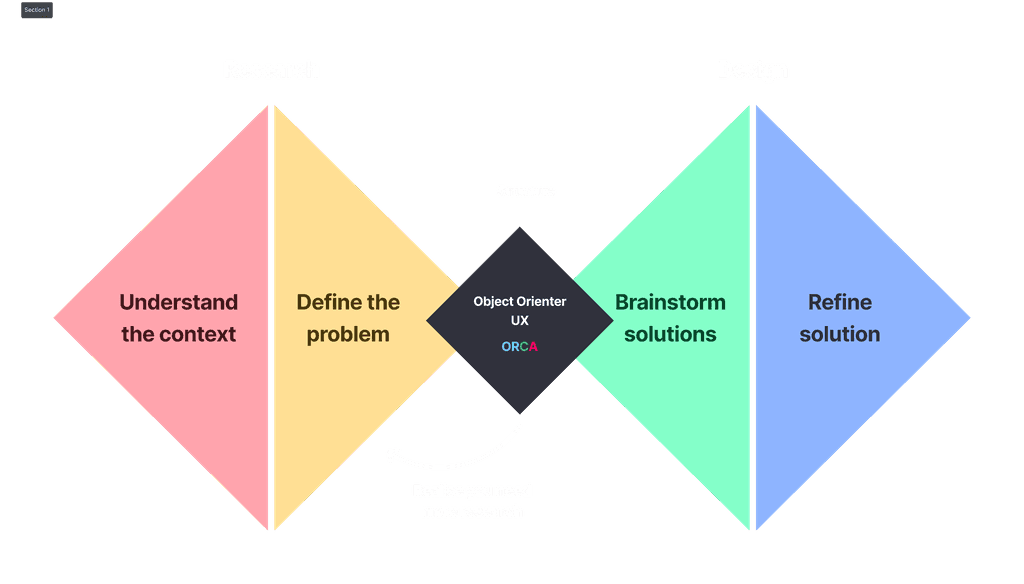 Section 1
Understand
the context
Define the
problem
Object Orienter
UX
ORCA
Brainstorm
solutions
Refine
solution